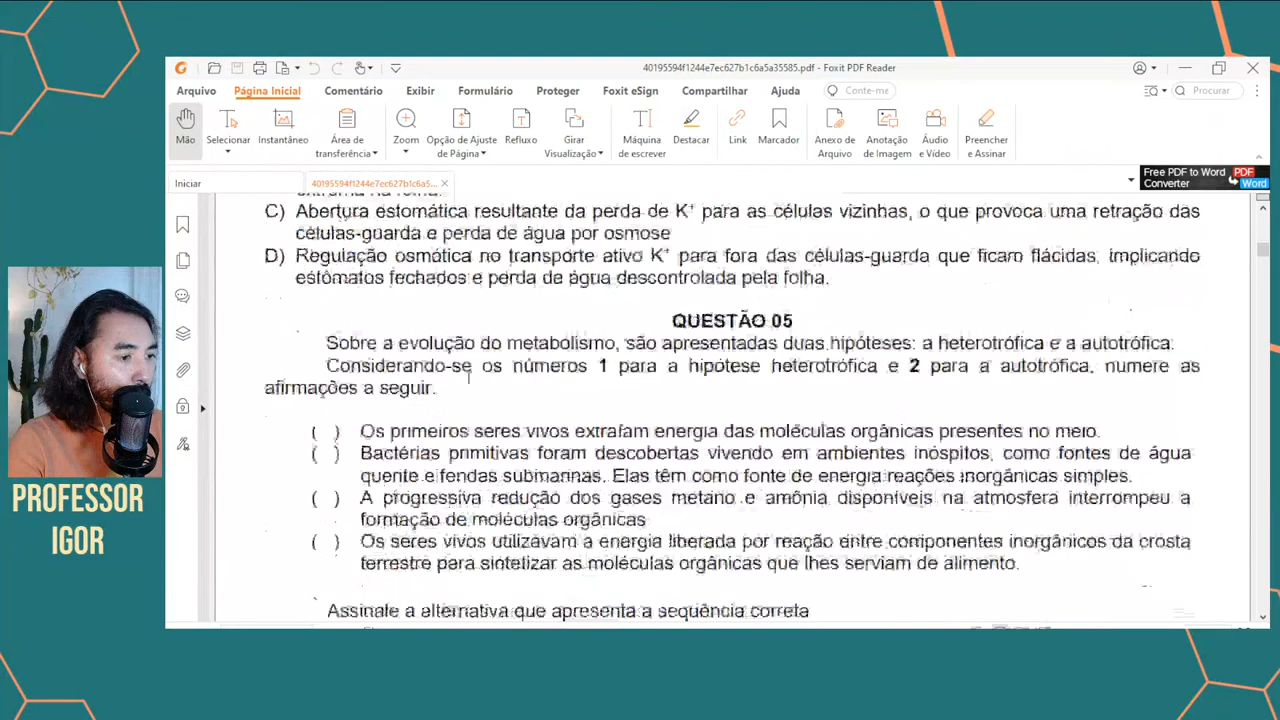 40195594f1244e7ec627b1c6a5a35585.pdf - Foxit PDF Reader
Arquivo Página Inicial Comentário Exibir Formulário Proteger Foxit eSign Compartilhar Ajuda Conte-me Procurar
Mão Selecionar Instantâneo Área de transferência Zoom Opção de Ajuste de Página Refluxo Girar Visualização Máquina de escrever Destacar Link Marcador Anexo de Arquivo Anotação de Imagem Áudio e Vídeo Preencher e Assinar
Iniciar 40195594f1244e7ec627b1c6a5...
Free PDF to Word Converter PDF Word
C) Abertura estomática resultante da perda de K+ para as células vizinhas, o que provoca uma retração das
células-guarda e perda de água por osmose
D) Regulação osmótica no transporte ativo K+ para fora das células-guarda que ficam flácidas, implicando
estômatos fechados e perda de água descontrolada pela folha.
QUESTÃO 05
Sobre a evolução do metabolismo, são apresentadas duas hipóteses: a heterotrófica e a autotrófica.
Considerando-se os números 1 para a hipótese heterotrófica e 2 para a autotrófica, numere as
afirmações a seguir.
( ) Os primeiros seres vivos extraíam energia das moléculas orgânicas presentes no meio.
( ) Bactérias primitivas foram descobertas vivendo em ambientes inóspitos, como fontes de água
quente e fendas submarinas. Elas têm como fonte de energia reações inorgânicas simples.
( ) A progressiva redução dos gases metano e amônia disponíveis na atmosfera interrompeu a
formação de moléculas orgânicas
( ) Os seres vivos utilizavam a energia liberada por reação entre componentes inorgânicos da crosta
terrestre para sintetizar as moléculas orgânicas que lhes serviam de alimento.
Assinale a alternativa que apresenta a sequência correta
PROFESSOR
IGOR